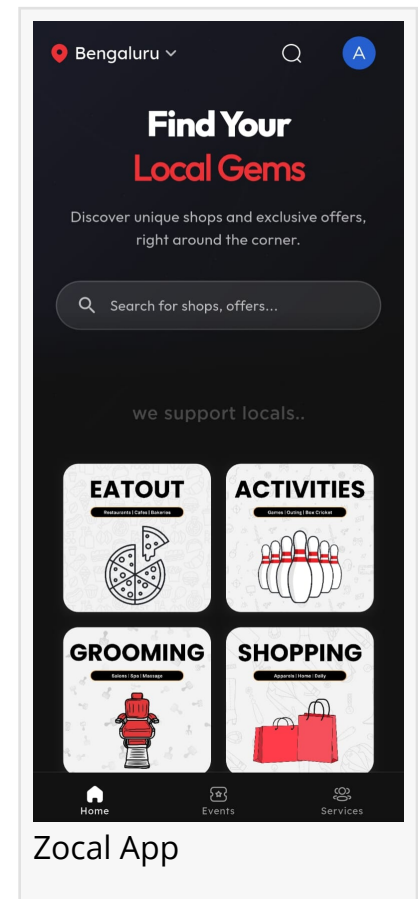 Bengaluru
A
Find Your
Local Gems
Discover unique shops and exclusive offers,
right around the corner.
Search for shops, offers...
we support locals..
EATOUT
Restaurants | Cafes | Bakeries
ACTIVITIES
Games | Outing | Box Cricket
GROOMING
Salons | Spa | Massage
SHOPPING
Apparels | Home | Daily
Home
Events
Services
Zocal App